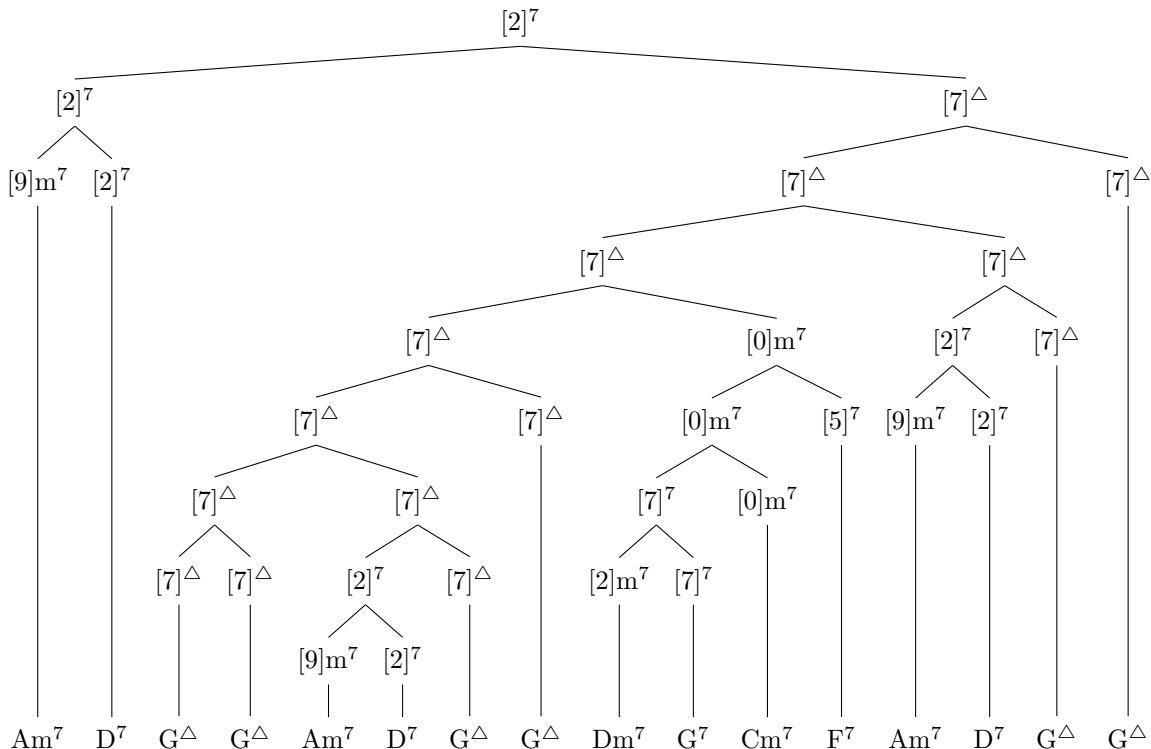 [2]⁷
[2]⁷ [7]△
[9]m⁷ [2]⁷ [7]△ [7]△
[7]△ [7]△
[7]△ [0]m⁷ [2]⁷ [7]△
[7]△ [7]△ [0]m⁷ [5]⁷ [9]m⁷ [2]⁷
[7]△ [7]△ [7]⁷ [0]m⁷
[7]△ [7]△ [2]⁷ [7]△ [2]m⁷ [7]⁷
[9]m⁷ [2]⁷
Am⁷ D⁷ G△ G△ Am⁷ D⁷ G△ G△ Dm⁷ G⁷ Cm⁷ F⁷ Am⁷ D⁷ G△ G△